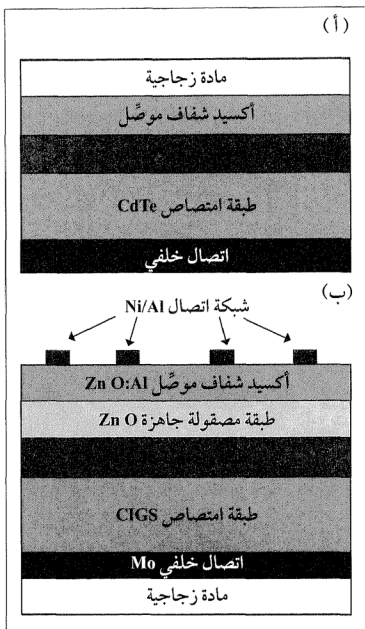 (أ)
مادة زجاجية
أكسيد شفاف موصِّل
طبقة امتصاص CdTe
اتصال خلفي
(ب)
شبكة اتصال Ni/Al
أكسيد شفاف موصِّل Zn O:Al
طبقة مصقولة جاهزة Zn O
طبقة امتصاص CIGS
اتصال خلفي Mo
مادة زجاجية